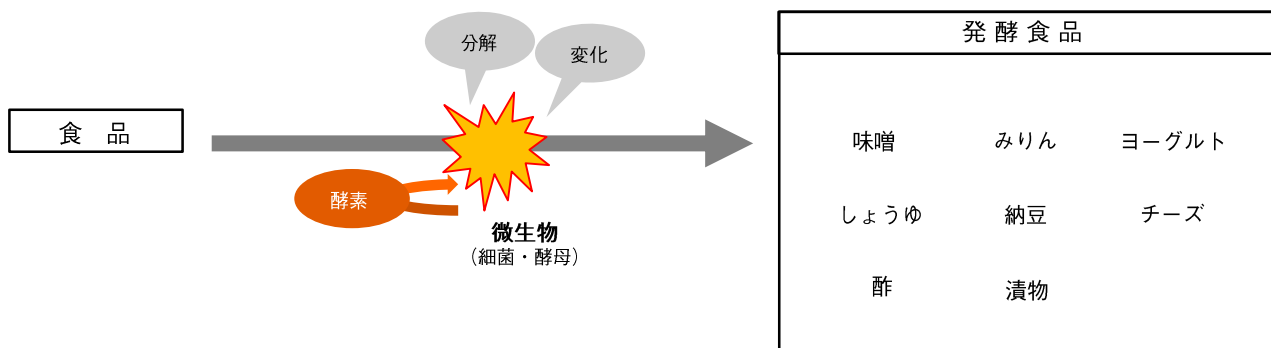 分解
変化
食 品
酵素
微生物
（細菌・酵母）
発酵食品
味噌 みりん ヨーグルト
しょうゆ 納豆 チーズ
酢 漬物